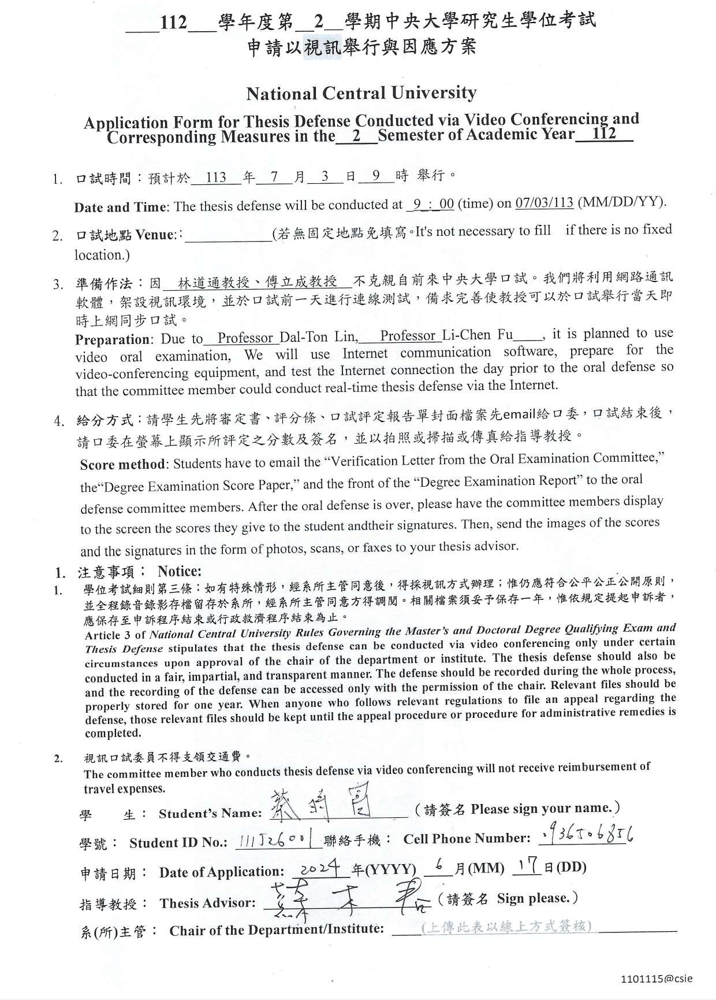 112 學年度第 2 學期中央大學研究生學位考試
申請以視訊舉行與因應方案
National Central University
Application Form for Thesis Defense Conducted via Video Conferencing and
Corresponding Measures in the 2 Semester of Academic Year 112
1. 口試時間：預計於 113 年 7 月 3 日 9 時 舉行。
Date and Time: The thesis defense will be conducted at 9 : 00 (time) on 07/03/113 (MM/DD/YY).
2. 口試地點 Venue:：____________(若無固定地點免填寫。It's not necessary to fill if there is no fixed
location.)
3. 準備作法：因 林道通教授、傅立成教授 不克親自前來中央大學口試。我們將利用網路通訊
軟體，架設視訊環境，並於口試前一天進行連線測試，備求完善使教授可以於口試舉行當天即
時上網同步口試。
Preparation: Due to Professor Dal-Ton Lin, Professor Li-Chen Fu____, it is planned to use
video oral examination, We will use Internet communication software, prepare for the
video-conferencing equipment, and test the Internet connection the day prior to the oral defense so
that the committee member could conduct real-time thesis defense via the Internet.
4. 給分方式：請學生先將審定書、評分條、口試評定報告單封面檔案先email給口委，口試結束後，
請口委在螢幕上顯示所評定之分數及簽名，並以拍照或掃描或傳真給指導教授。
Score method: Students have to email the “Verification Letter from the Oral Examination Committee,”
the“Degree Examination Score Paper,” and the front of the “Degree Examination Report” to the oral
defense committee members. After the oral defense is over, please have the committee members display
to the screen the scores they give to the student andtheir signatures. Then, send the images of the scores
and the signatures in the form of photos, scans, or faxes to your thesis advisor.
1. 注意事項： Notice:
1. 學位考試細則第三條：如有特殊情形，經系所主管同意後，得採視訊方式辦理；惟仍應符合公平公正公開原則，
並全程錄音錄影存檔留存於系所，經系所主管同意方得調閱。相關檔案須妥予保存一年，惟依規定提起申訴者，
應保存至申訴程序結束或行政救濟程序結束為止。
Article 3 of National Central University Rules Governing the Master’s and Doctoral Degree Qualifying Exam and
Thesis Defense stipulates that the thesis defense can be conducted via video conferencing only under certain
circumstances upon approval of the chair of the department or institute. The thesis defense should also be
conducted in a fair, impartial, and transparent manner. The defense should be recorded during the whole process,
and the recording of the defense can be accessed only with the permission of the chair. Relevant files should be
properly stored for one year. When anyone who follows relevant regulations to file an appeal regarding the
defense, those relevant files should be kept until the appeal procedure or procedure for administrative remedies is
completed.
2. 視訊口試委員不得支領交通費。
The committee member who conducts thesis defense via video conferencing will not receive reimbursement of
travel expenses.
學 生： Student’s Name: 蔡 （請簽名 Please sign your name.）
學號： Student ID No.: 111526001 聯絡手機： Cell Phone Number: 0936506856
申請日期： Date of Application: 2024 年(YYYY) 6 月(MM) 17 日(DD)
指導教授： Thesis Advisor: （請簽名 Sign please.）
系(所)主管： Chair of the Department/Institute: (上傳此表以線上方式簽核)
1101115@csie